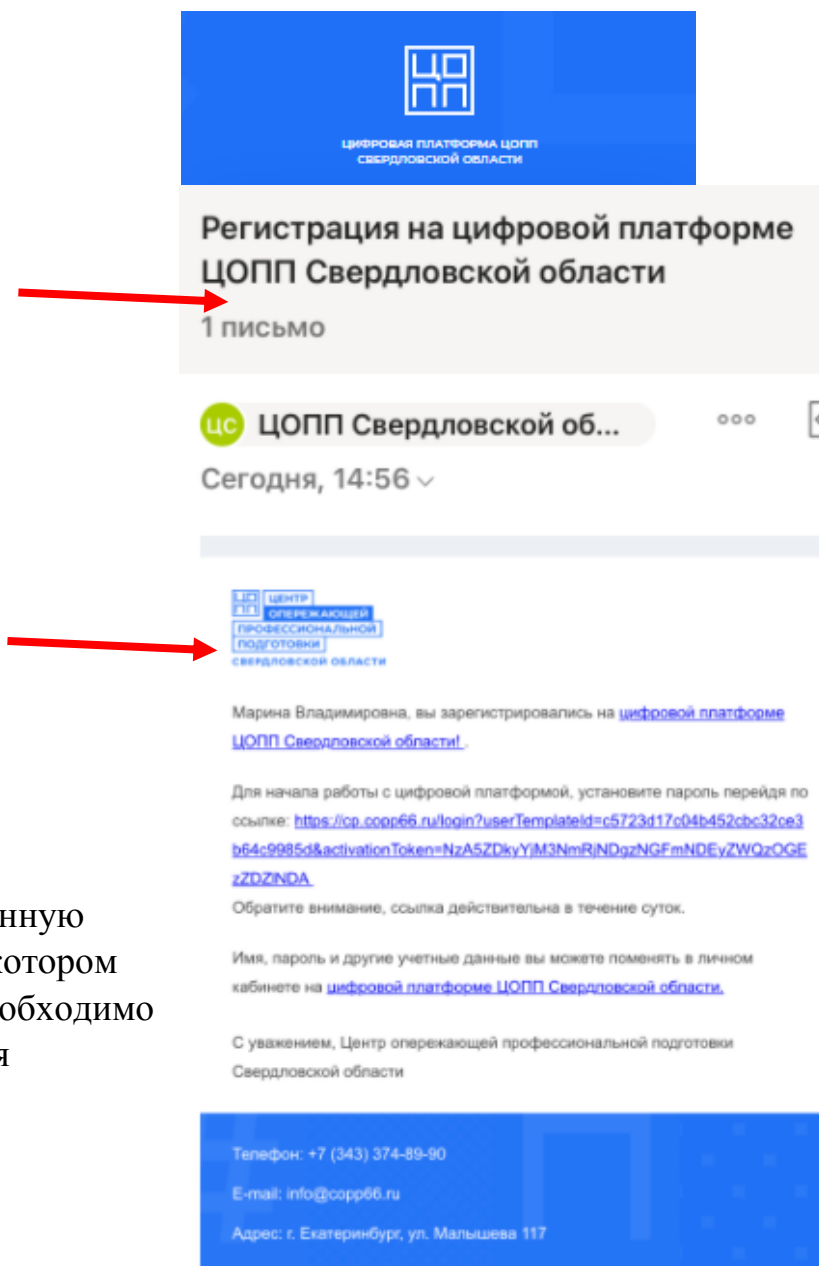 ЦО
ПП
ЦИФРОВАЯ ПЛАТФОРМА ЦОПП
СВЕРДЛОВСКОЙ ОБЛАСТИ
Регистрация на цифровой платформе
ЦОПП Свердловской области
1 письмо
ЦС ЦОПП Свердловской об...
Сегодня, 14:56
ЦО ЦЕНТР
ПП ОПЕРЕЖАЮЩЕЙ
ПРОФЕССИОНАЛЬНОЙ
ПОДГОТОВКИ
СВЕРДЛОВСКОЙ ОБЛАСТИ
Марина Владимировна, вы зарегистрировались на цифровой платформе
ЦОПП Свердловской области! .
Для начала работы с цифровой платформой, установите пароль перейдя по
ссылке: https://cp.copp66.ru/login?userTemplateId=c5723d17c04b452cbc32ce3
b64c9985d&activationToken=NzA5ZDkyYjM3NmRjNDgzNGFmNDEyZWQzOGE
zZDZlNDA
Обратите внимание, ссылка действительна в течение суток.
Имя, пароль и другие учетные данные вы можете поменять в личном
кабинете на цифровой платформе ЦОПП Свердловской области.
С уважением, Центр опережающей профессиональной подготовки
Свердловской области
Телефон: +7 (343) 374-89-90
E-mail: info@copp66.ru
Адрес: г. Екатеринбург, ул. Малышева 117
нную
котором
обходимо
я